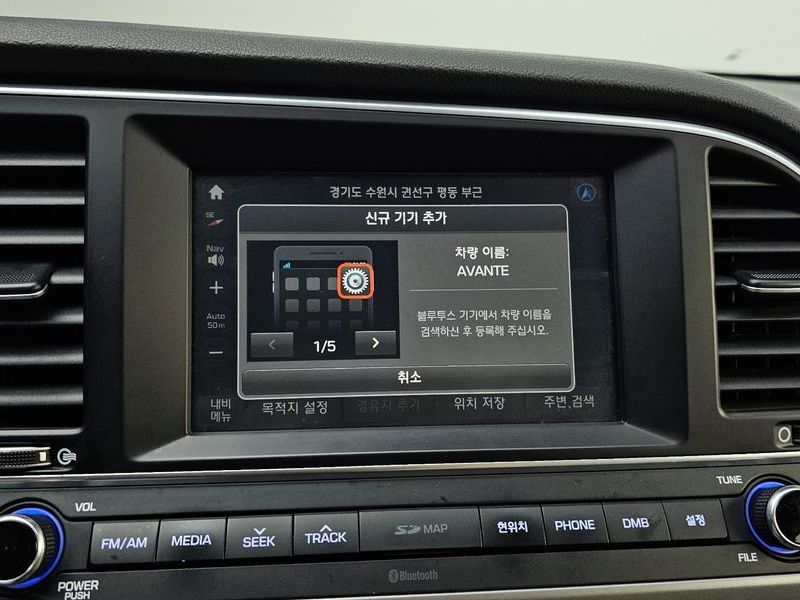 경기도 수원시 권선구 평동 부근
신규 기기 추가
SE
Nav
차량 이름:
AVANTE
Auto
50m
블루투스 기기에서 차량 이름을
검색하신 후 등록해 주십시오.
1/5
취소
내비
메뉴
목적지 설정
경유지 추가
위치 저장
주변.검색
VOL
TUNE
FM/AM
MEDIA
SEEK
TRACK
SD MAP
현위치
PHONE
DMB
설정
FILE
POWER
PUSH
Bluetooth